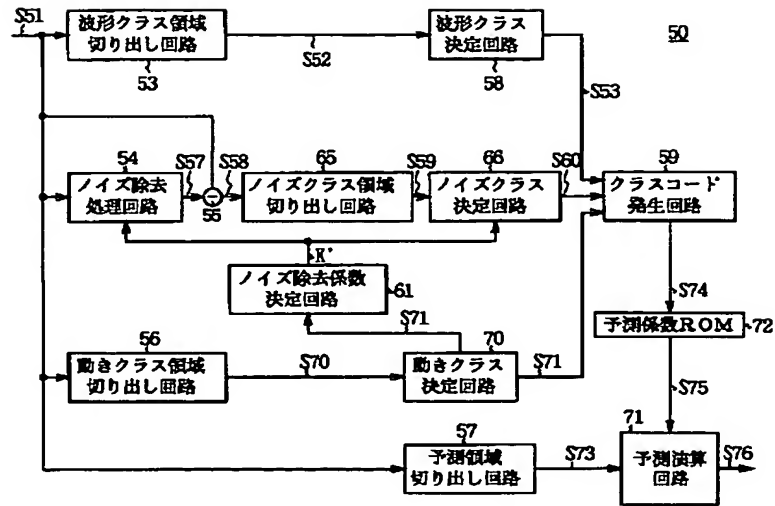 S51
波形クラス領域
切り出し回路
53
S52
波形クラス
決定回路
58
50
S53
54
ノイズ除去
処理回路
S57
55
S58
65
ノイズクラス領域
切り出し回路
S59
66
ノイズクラス
決定回路
S60
59
クラスコード
発生回路
K'
ノイズ除去係数
決定回路
61
S71
S74
予測係数ROM
72
56
動きクラス領域
切り出し回路
S70
70
動きクラス
決定回路
S71
S75
57
予測領域
切り出し回路
S73
71
予測演算
回路
S76